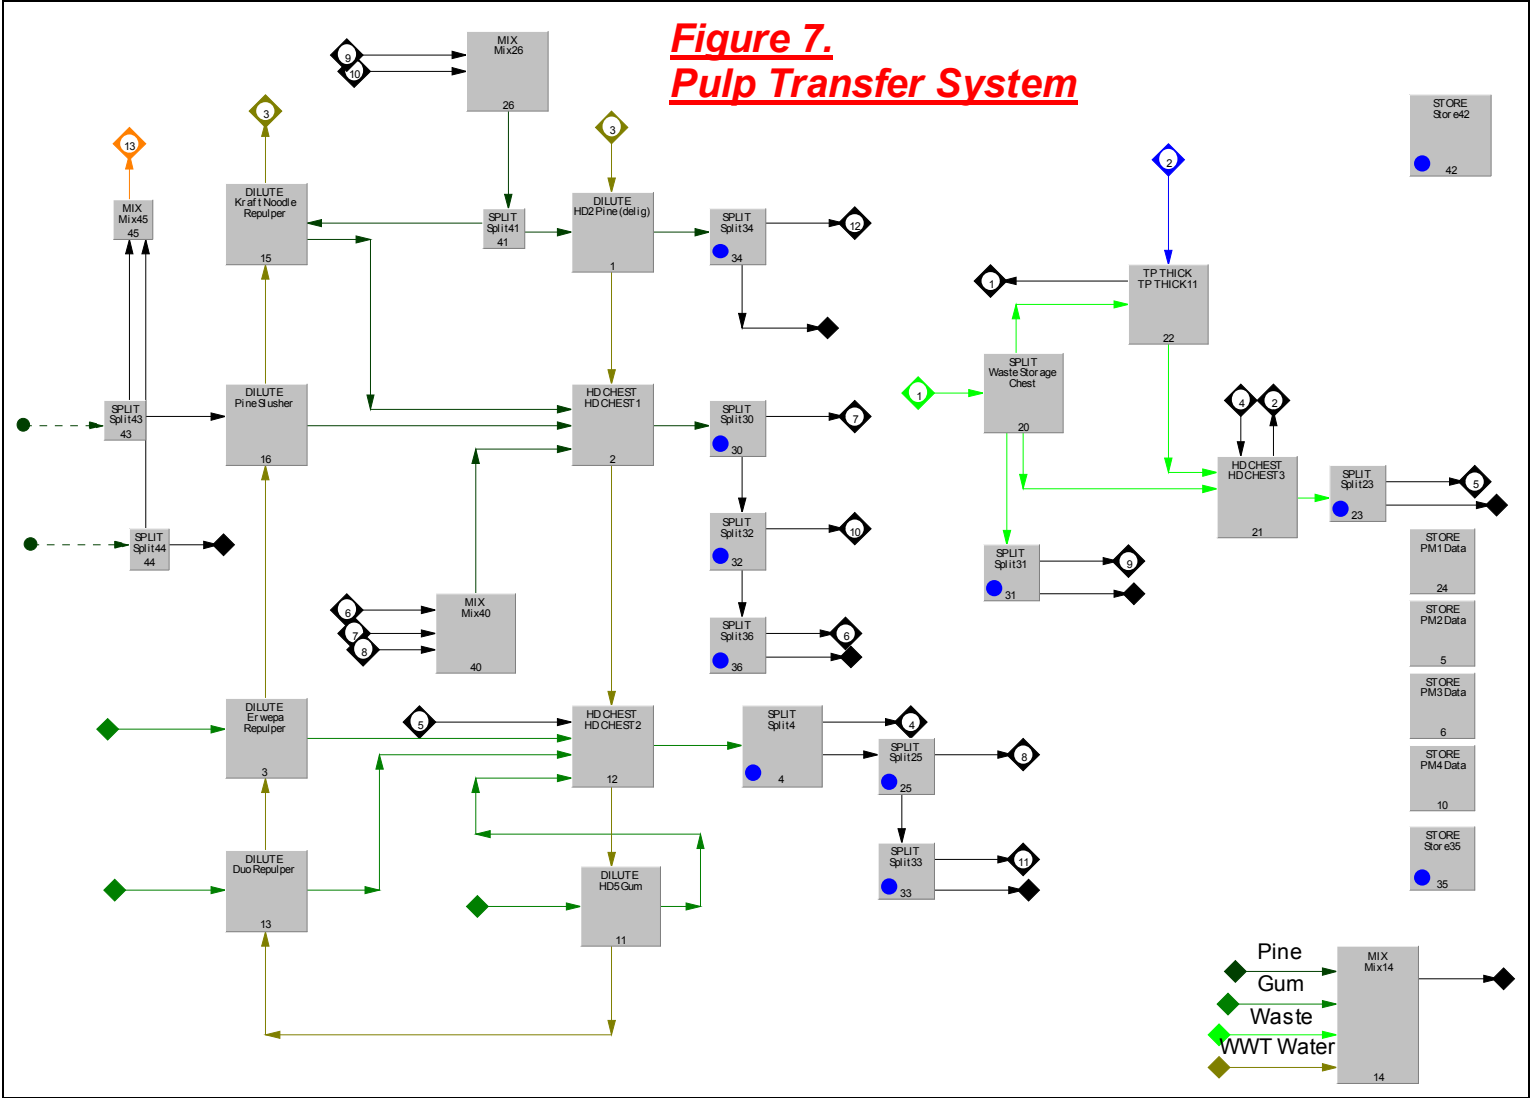 Figure 7.
Pulp Transfer System
9
10
MIX
Mix26
26
3
3
13
2
STORE
Store42
42
MIX
Mix45
45
DILUTE
Kraft Noodle
Repulper
15
SPLIT
Split41
41
DILUTE
HD2 Pine (delig)
1
SPLIT
Split34
34
12
1
TP THICK
TP THICK11
22
SPLIT
Waste Storage
Chest
20
1
SPLIT
Split43
43
DILUTE
Pine Slusher
16
HD CHEST
HD CHEST1
2
SPLIT
Split30
30
7
4
2
HD CHEST
HD CHEST3
21
SPLIT
Split23
23
5
SPLIT
Split44
44
SPLIT
Split32
32
10
SPLIT
Split31
31
9
STORE
PM1 Data
24
6
7
8
MIX
Mix40
40
SPLIT
Split36
36
6
STORE
PM2 Data
5
STORE
PM3 Data
6
DILUTE
Erwepa
Repulper
3
5
HD CHEST
HD CHEST2
12
SPLIT
Split4
4
4
SPLIT
Split25
25
8
STORE
PM4 Data
10
DILUTE
Duo Repulper
13
DILUTE
HD5 Gum
11
SPLIT
Split33
33
11
STORE
Store35
35
Pine
Gum
Waste
WWT Water
MIX
Mix14
14